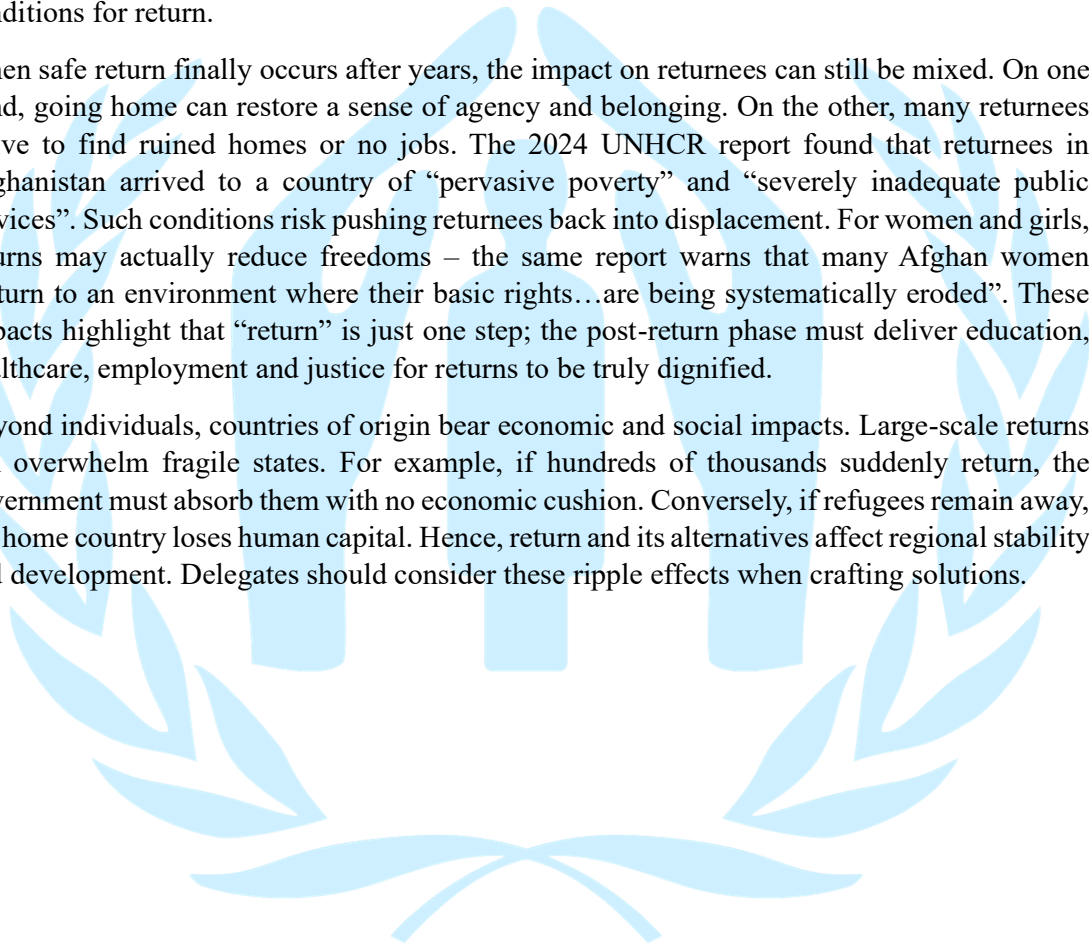 nditions for return.
en safe return finally occurs after years, the impact on returnees can still be mixed. On one
d, going home can restore a sense of agency and belonging. On the other, many returnees
ve to find ruined homes or no jobs. The 2024 UNHCR report found that returnees in
ghanistan arrived to a country of “pervasive poverty” and “severely inadequate public
vices”. Such conditions risk pushing returnees back into displacement. For women and girls,
urns may actually reduce freedoms – the same report warns that many Afghan women
turn to an environment where their basic rights…are being systematically eroded”. These
pacts highlight that “return” is just one step; the post-return phase must deliver education,
lthcare, employment and justice for returns to be truly dignified.
yond individuals, countries of origin bear economic and social impacts. Large-scale returns
overwhelm fragile states. For example, if hundreds of thousands suddenly return, the
vernment must absorb them with no economic cushion. Conversely, if refugees remain away,
home country loses human capital. Hence, return and its alternatives affect regional stability
l development. Delegates should consider these ripple effects when crafting solutions.